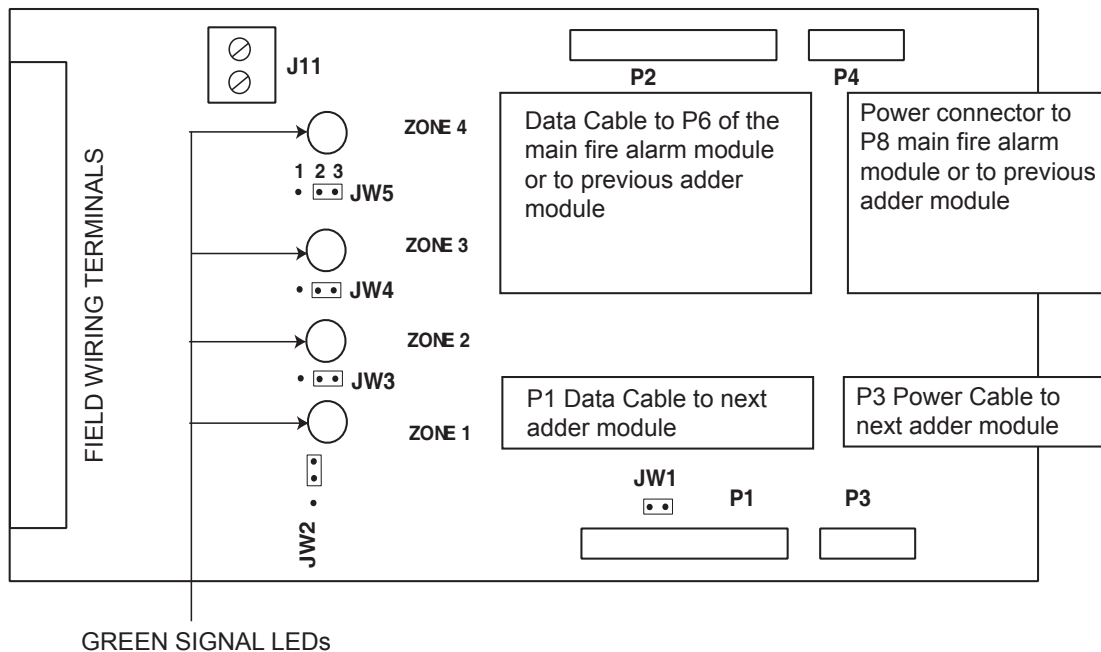 J11
P2
P4
ZONE 4
Data Cable to P6 of the
main fire alarm module
or to previous adder
module
Power connector to
P8 main fire alarm
module or to previous
adder module
1 2 3
JW5
FIELD WIRING TERMINALS
ZONE 3
JW4
ZONE 2
JW3
ZONE 1
P1 Data Cable to next
adder module
P3 Power Cable to
next adder module
JW1
P1
P3
JW2
GREEN SIGNAL LEDs